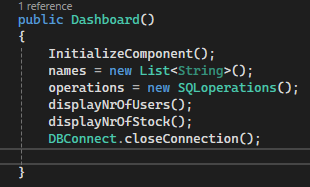 1 reference
public Dashboard()
{
InitializeComponent();
names = new List<String>();
operations = new SQLoperations();
displayNrOfUsers();
displayNrOfStock();
DBConnect.closeConnection();
}